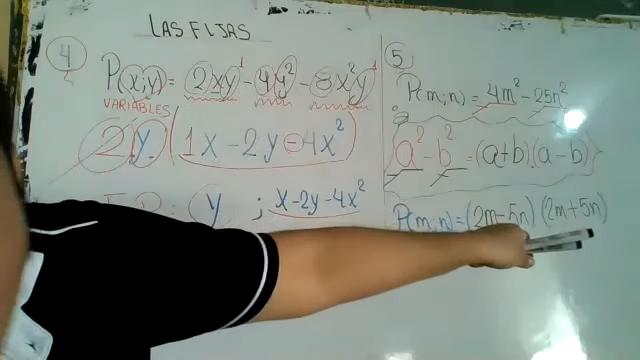 LAS FIJAS
4
P(x;y)= 2xy - 4y² - 8x²y
VARIABLES
2 y (1x - 2y - 4x²)
y ; x-2y-4x²
5
P(m;n) = 4m² - 25n²
a² - b² = (a+b)(a-b)
P(m;n)=(2m-5n)(2m+5n)